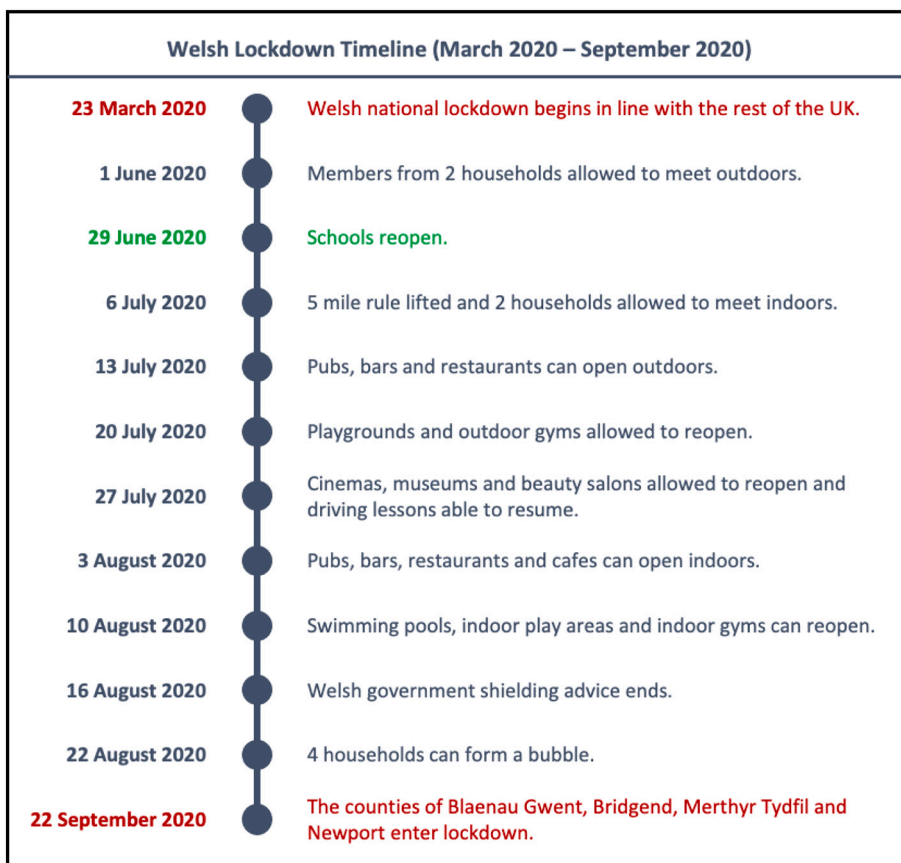 Welsh Lockdown Timeline (March 2020 – September 2020)
23 March 2020 Welsh national lockdown begins in line with the rest of the UK.
1 June 2020 Members from 2 households allowed to meet outdoors.
29 June 2020 Schools reopen.
6 July 2020 5 mile rule lifted and 2 households allowed to meet indoors.
13 July 2020 Pubs, bars and restaurants can open outdoors.
20 July 2020 Playgrounds and outdoor gyms allowed to reopen.
27 July 2020 Cinemas, museums and beauty salons allowed to reopen and
driving lessons able to resume.
3 August 2020 Pubs, bars, restaurants and cafes can open indoors.
10 August 2020 Swimming pools, indoor play areas and indoor gyms can reopen.
16 August 2020 Welsh government shielding advice ends.
22 August 2020 4 households can form a bubble.
22 September 2020 The counties of Blaenau Gwent, Bridgend, Merthyr Tydfil and
Newport enter lockdown.